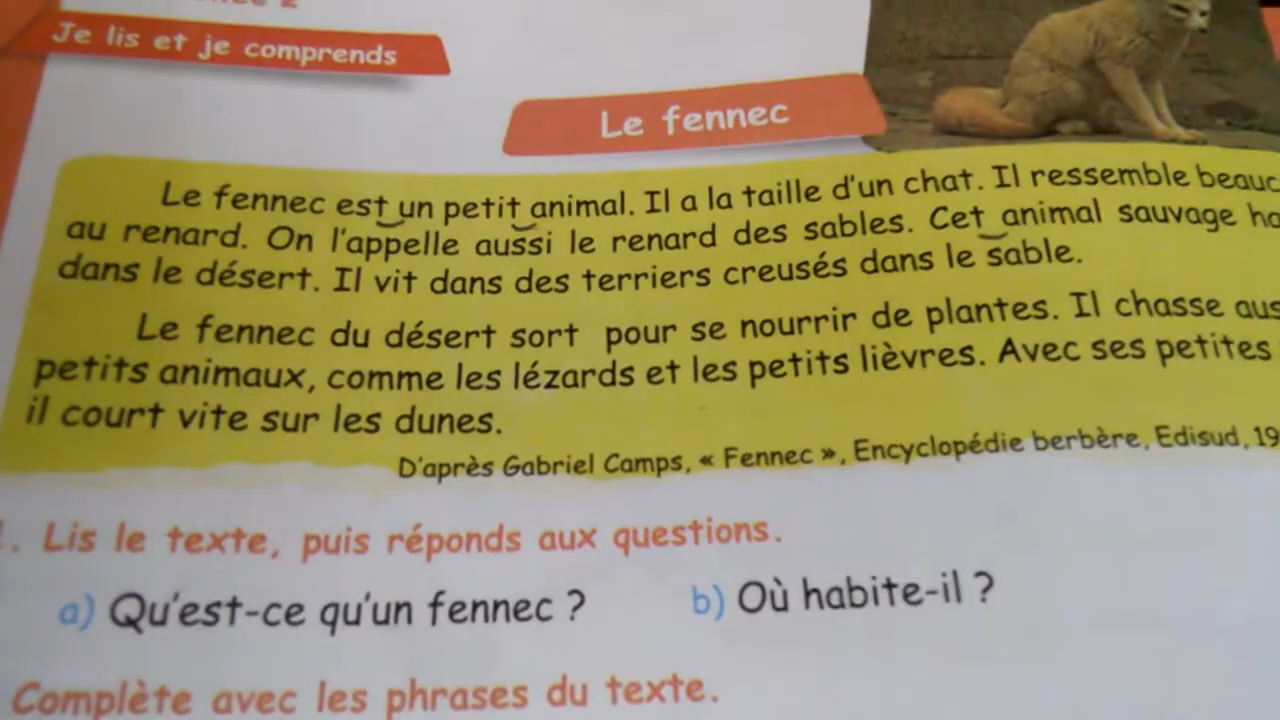 Je lis et je comprends
Le fennec
Le fennec est un petit animal. Il a la taille d'un chat. Il ressemble
au renard. On l'appelle aussi le renard des sables. Cet animal sauvage
dans le désert. Il vit dans des terriers creusés dans le sable.
Le fennec du désert sort pour se nourrir de plantes. Il chasse
petits animaux, comme les lézards et les petits lièvres. Avec ses petites
il court vite sur les dunes.
D'après Gabriel Camps, « Fennec », Encyclopédie berbère, Edisud,
. Lis le texte, puis réponds aux questions.
a) Qu'est-ce qu'un fennec ? b) Où habite-il ?
Complète avec les phrases du texte.